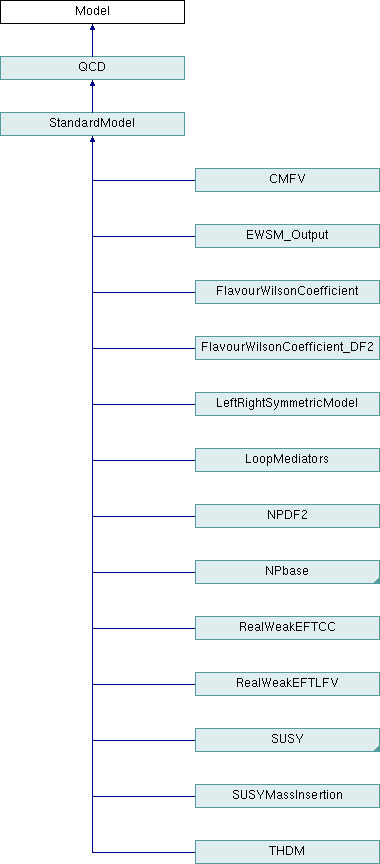 Model
QCD
StandardModel
CMFV
EWSM_Output
FlavourWilsonCoefficient
FlavourWilsonCoefficient_DF2
LeftRightSymmetricModel
LoopMediators
NPDF2
NPbase
RealWeakEFTCC
RealWeakEFTLFV
SUSY
SUSYMassInsertion
THDM